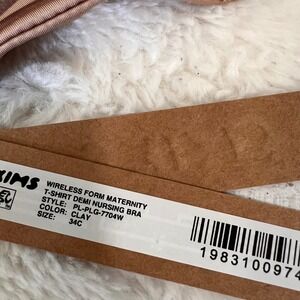 KIMS
WIRELESS FORM MATERNITY
T-SHIRT DEMI NURSING BRA
STYLE: PL-PLG-7704W
COLOR: CLAY
SIZE: 34C
1983100974